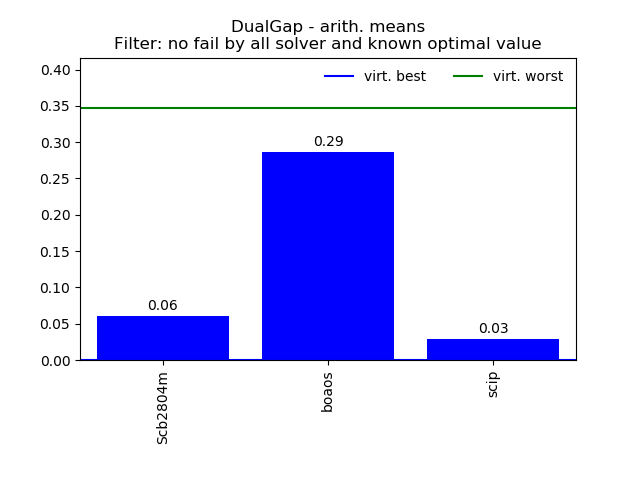 DualGap - arith. means
Filter: no fail by all solver and known optimal value
virt. best
virt. worst
0.40
0.35
0.30
0.25
0.20
0.15
0.10
0.05
0.00
0.06
0.29
0.03
Scb2804m
boaos
scip